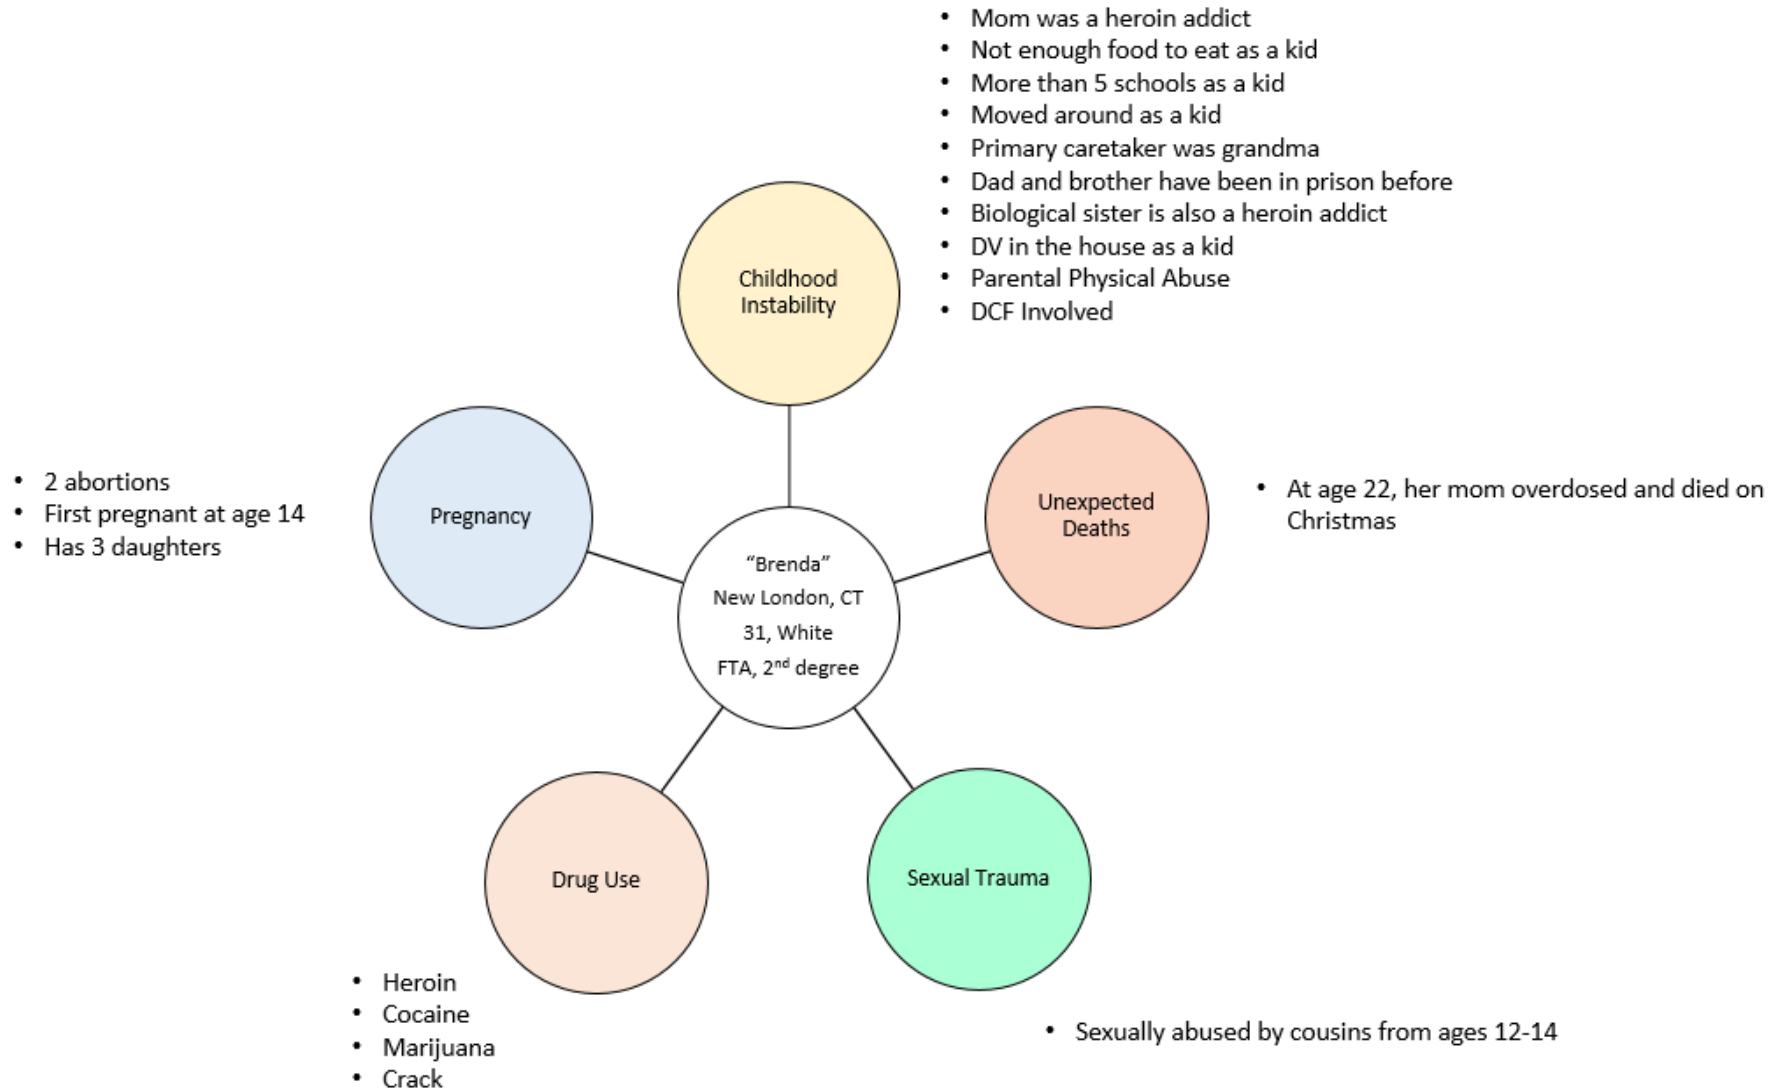 • Mom was a heroin addict
• Not enough food to eat as a kid
• More than 5 schools as a kid
• Moved around as a kid
• Primary caretaker was grandma
• Dad and brother have been in prison before
• Biological sister is also a heroin addict
• DV in the house as a kid
• Parental Physical Abuse
• DCF Involved
Childhood
Instability
• 2 abortions
• First pregnant at age 14
• Has 3 daughters
Pregnancy
Unexpected
Deaths
• At age 22, her mom overdosed and died on
Christmas
“Brenda”
New London, CT
31, White
FTA, 2nd degree
Drug Use
• Heroin
• Cocaine
• Marijuana
• Crack
Sexual Trauma
• Sexually abused by cousins from ages 12-14